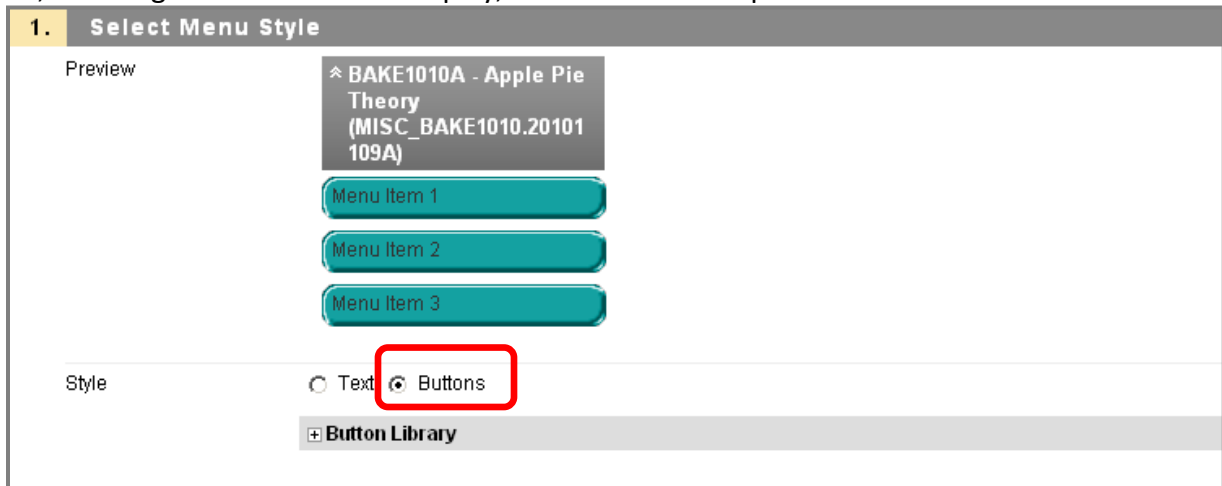 1. Select Menu Style
Preview
BAKE1010A - Apple Pie
Theory
(MISC_BAKE1010.20101
109A)
Menu Item 1
Menu Item 2
Menu Item 3
Style
Text Buttons
Button Library